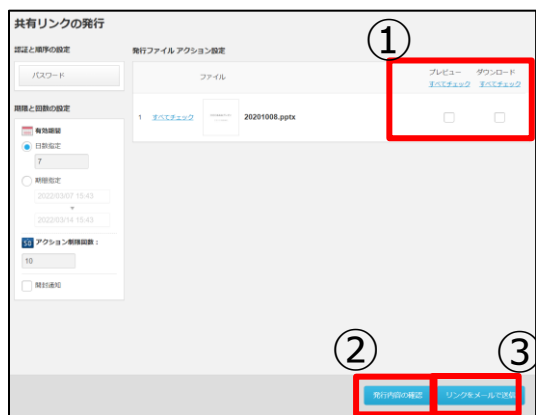 共有リンクの発行
認証と順序の設定
パスワード
期限と回数の設定
有効期間
日数指定
7
期間指定
2022/03/07 15:43
2022/03/14 15:43
50 アクション制限回数：
10
開封通知
発行ファイル アクション設定
①
ファイル
プレビュー ダウンロード
すべてチェック すべてチェック
1 すべてチェック 20201008.pptx
② ③
発行内容の確認 リンクをメールで送信